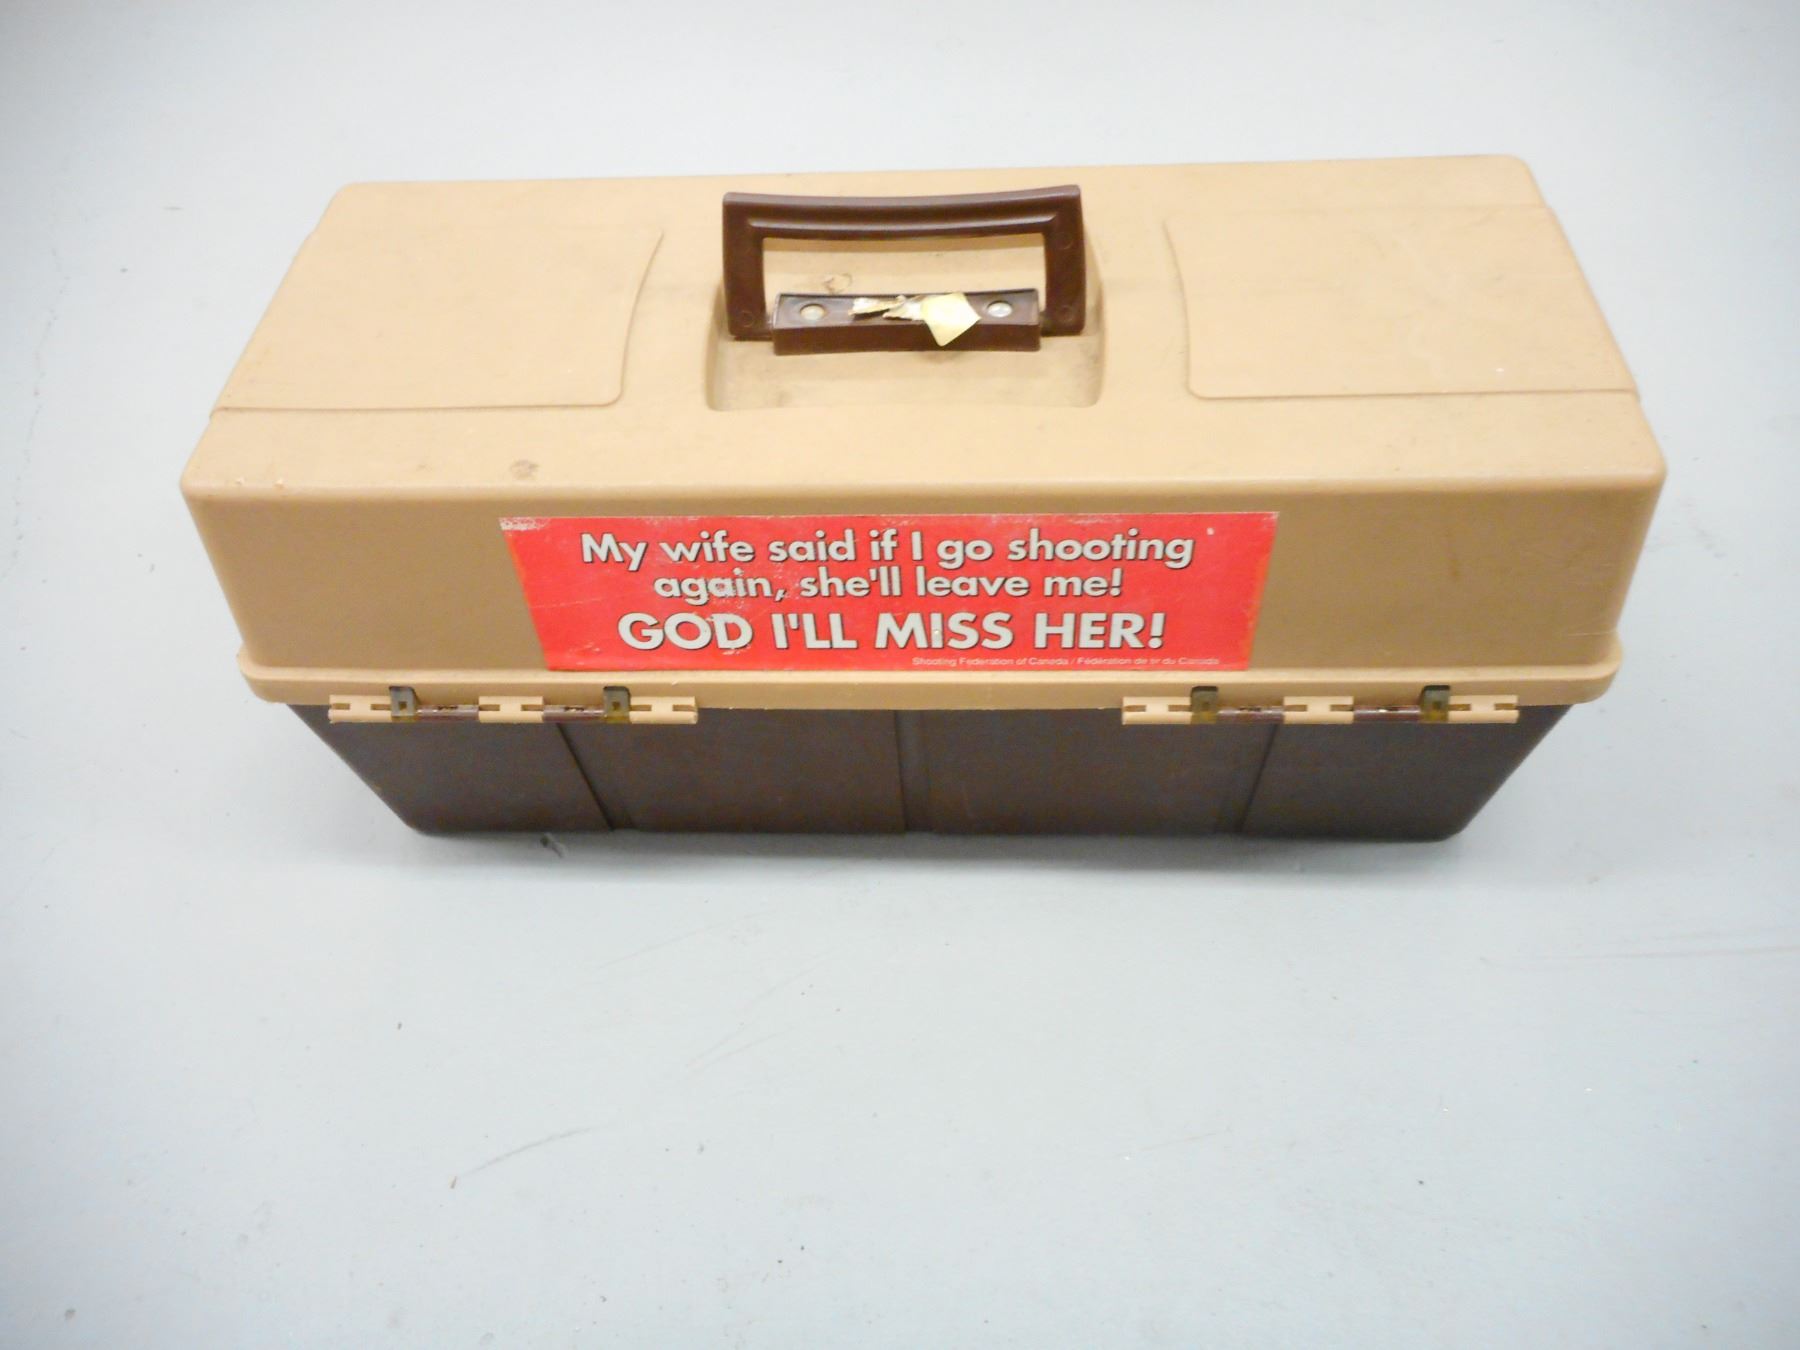 My wife said if I go shooting
again, she'll leave me!
GOD I'LL MISS HER!
Shooting Federation of Canada / Fédération de tir du Canada